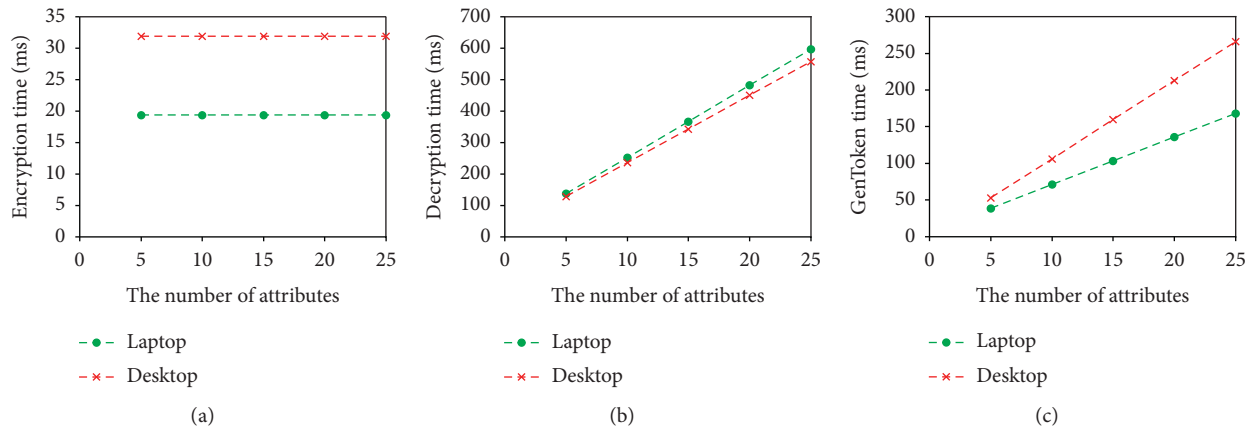 Encryption time (ms)
35
30
25
20
15
10
5
0
0 5 10 15 20 25
The number of attributes
Laptop
Desktop
(a)
Decryption time (ms)
700
600
500
400
300
200
100
0
0 5 10 15 20 25
The number of attributes
Laptop
Desktop
(b)
GenToken time (ms)
300
250
200
150
100
50
0
0 5 10 15 20 25
The number of attributes
Laptop
Desktop
(c)